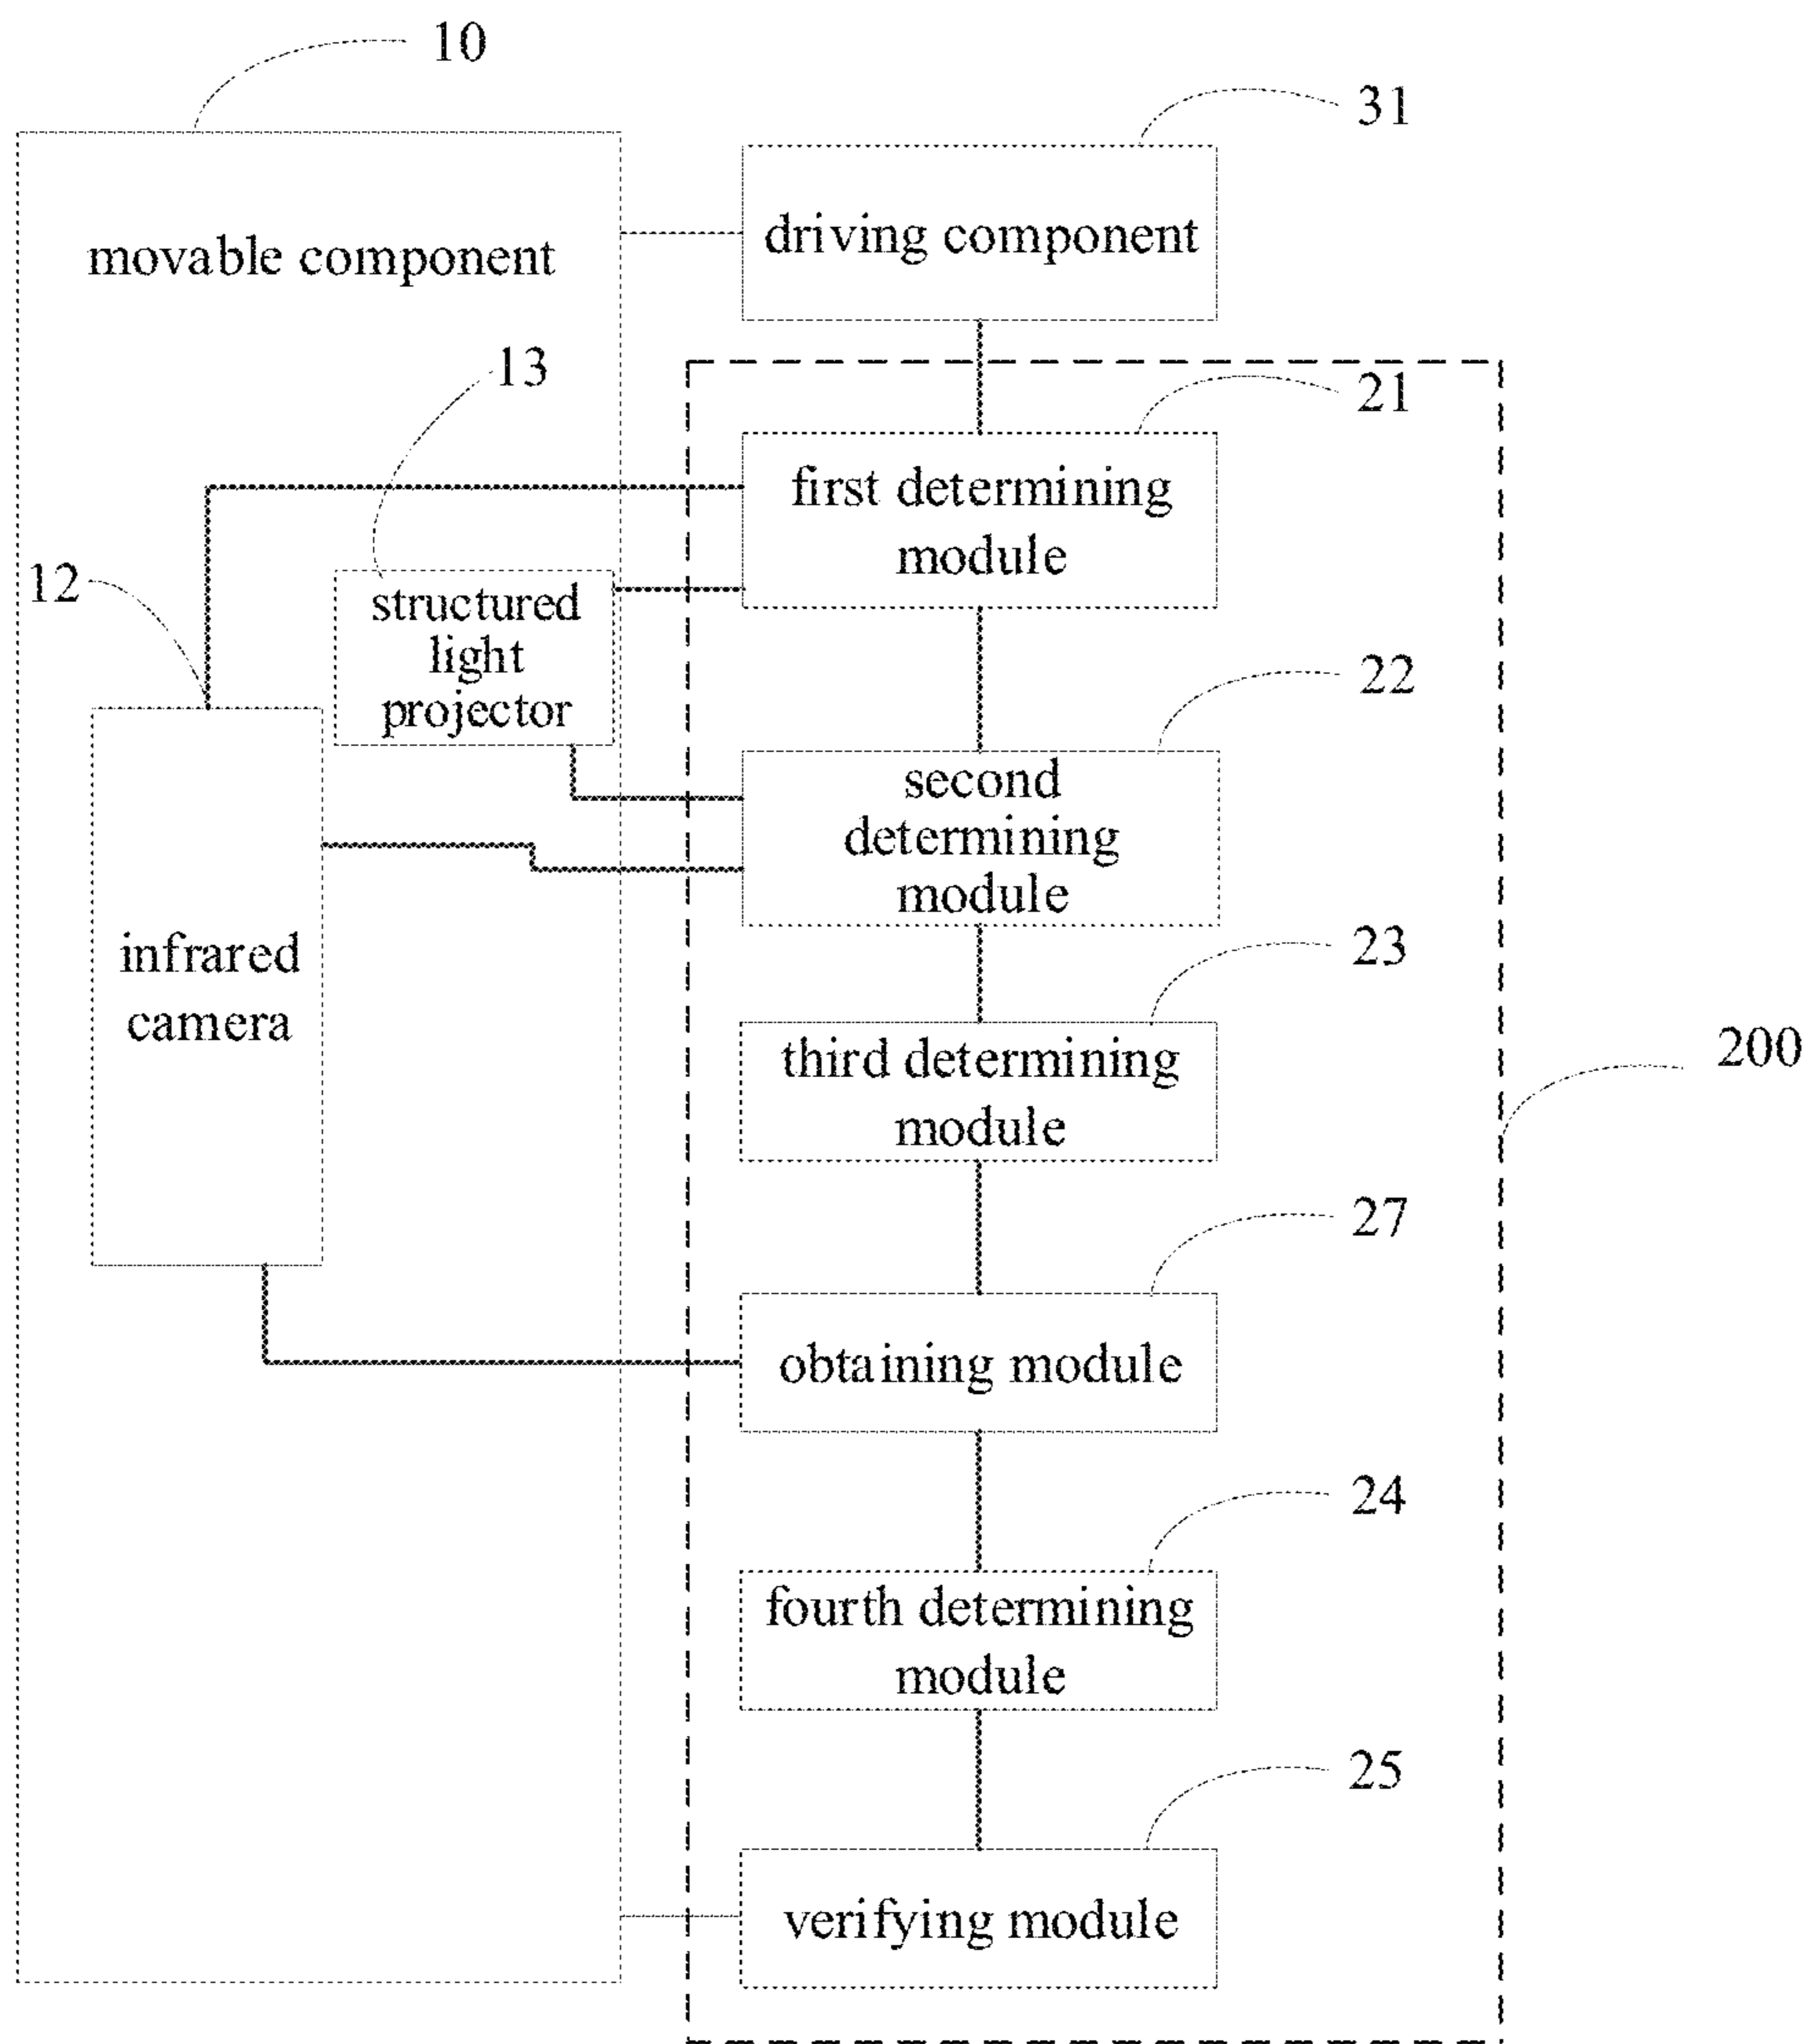 10
31
movable component
driving component
13
21
first determining
module
12
structured
light
projector
22
second
determining
module
23
infrared
camera
third determining
module
200
27
obtaining module
24
fourth determining
module
25
verifying module